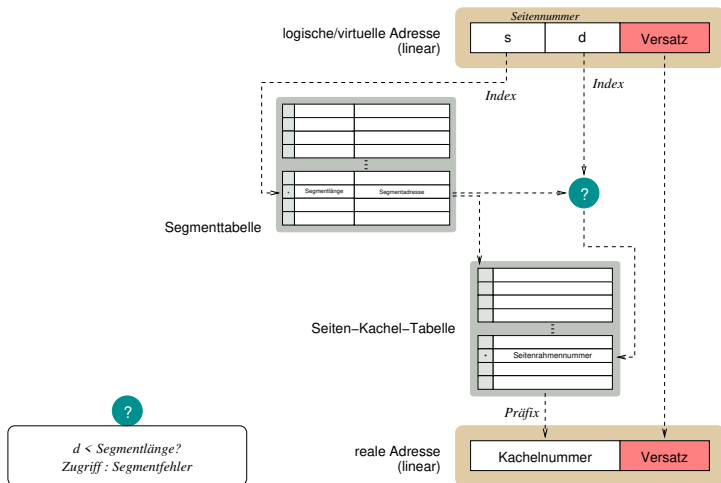 Seitennummer
logische/virtuelle Adresse
(linear)
s
d
Versatz
Index
Index
Segmentlänge
Segmentadresse
?
Segmenttabelle
Seiten−Kachel−Tabelle
Seitenrahmennummer
?
Präfix
d < Segmentlänge?
Zugriff : Segmentfehler
reale Adresse
(linear)
Kachelnummer
Versatz